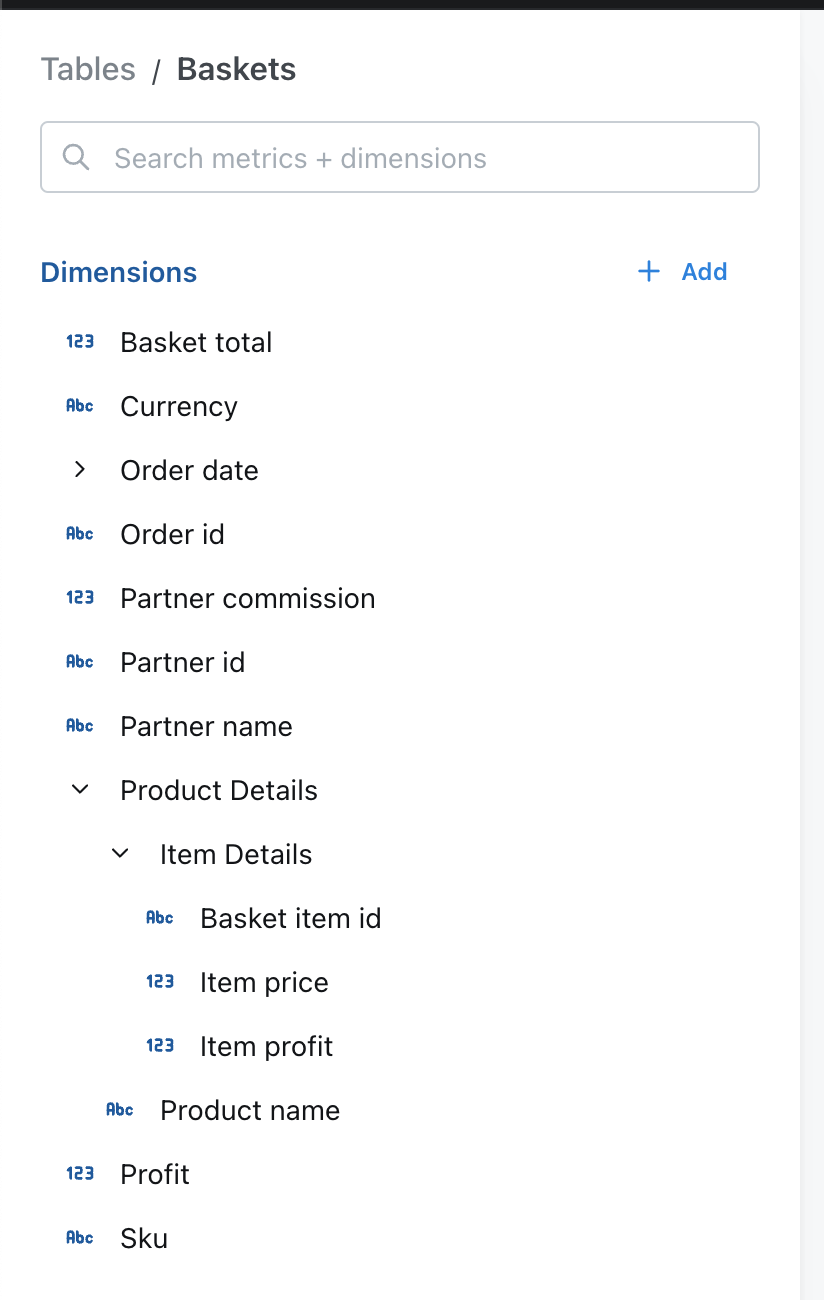 Tables / Baskets
Search metrics + dimensions
Dimensions + Add
123 Basket total
Abc Currency
Order date
Abc Order id
123 Partner commission
Abc Partner id
Abc Partner name
Product Details
Item Details
Abc Basket item id
123 Item price
123 Item profit
Abc Product name
123 Profit
Abc Sku